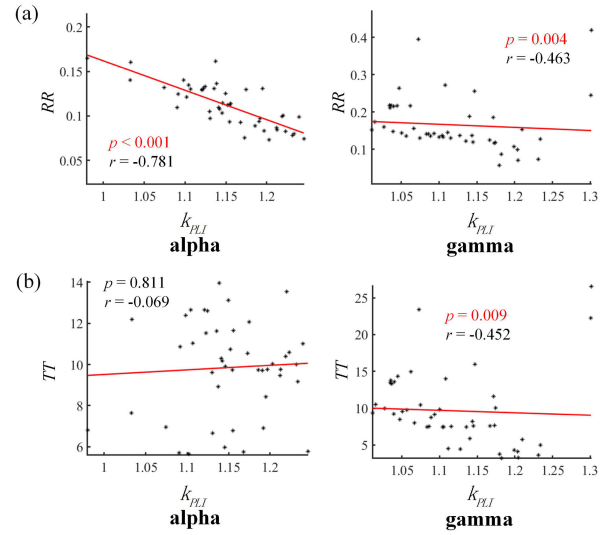 (a)
0.2
0.15
0.1
0.05
RR
p < 0.001
r = -0.781
1
1.05
1.1
1.15
1.2
k_PLI
alpha
0.4
0.3
0.2
0.1
RR
p = 0.004
r = -0.463
1.05
1.1
1.15
1.2
1.25
1.3
k_PLI
gamma
(b)
14
12
10
8
6
TT
p = 0.811
r = -0.069
1
1.05
1.1
1.15
1.2
k_PLI
alpha
25
20
15
10
5
TT
p = 0.009
r = -0.452
1.05
1.1
1.15
1.2
1.25
1.3
k_PLI
gamma